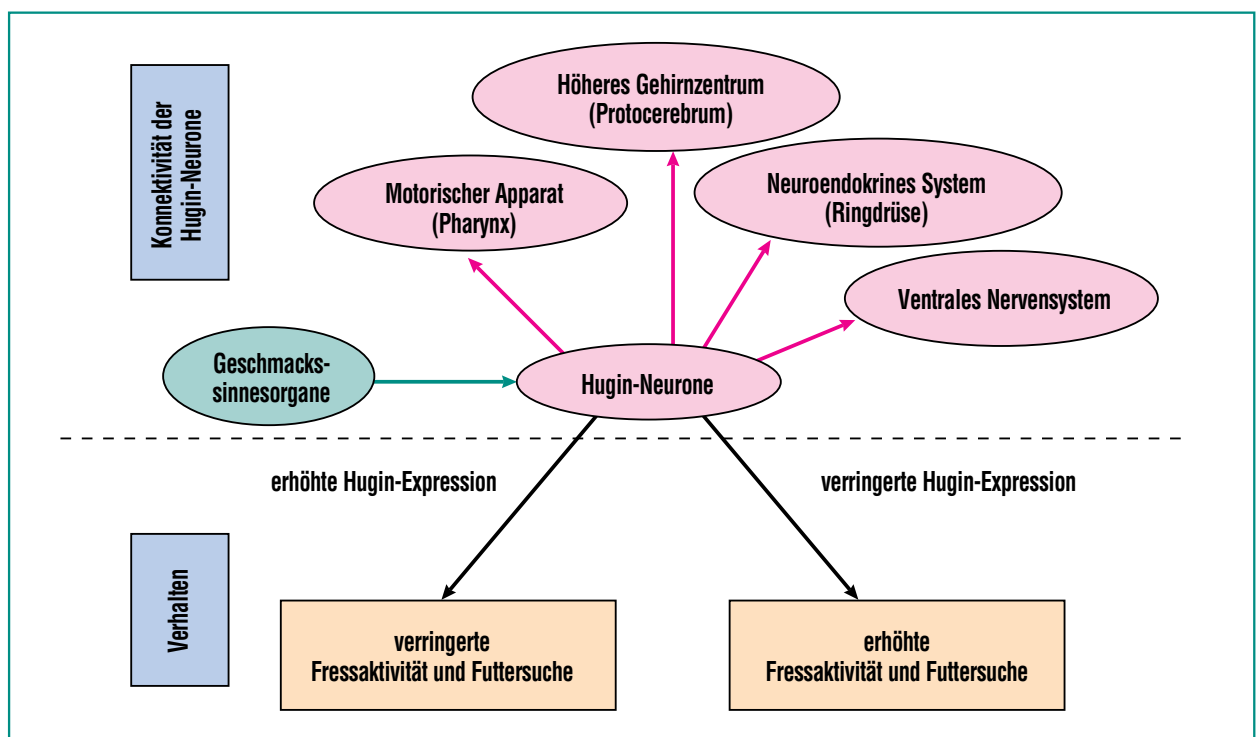 Konnektivität der
Hugin-Neurone
Höheres Gehirnzentrum
(Protocerebrum)
Motorischer Apparat
(Pharynx)
Neuroendokrines System
(Ringdrüse)
Ventrales Nervensystem
Geschmacks-
sinnesorgane
Hugin-Neurone
erhöhte Hugin-Expression
verringerte Hugin-Expression
Verhalten
verringerte
Fressaktivität und Futtersuche
erhöhte
Fressaktivität und Futtersuche